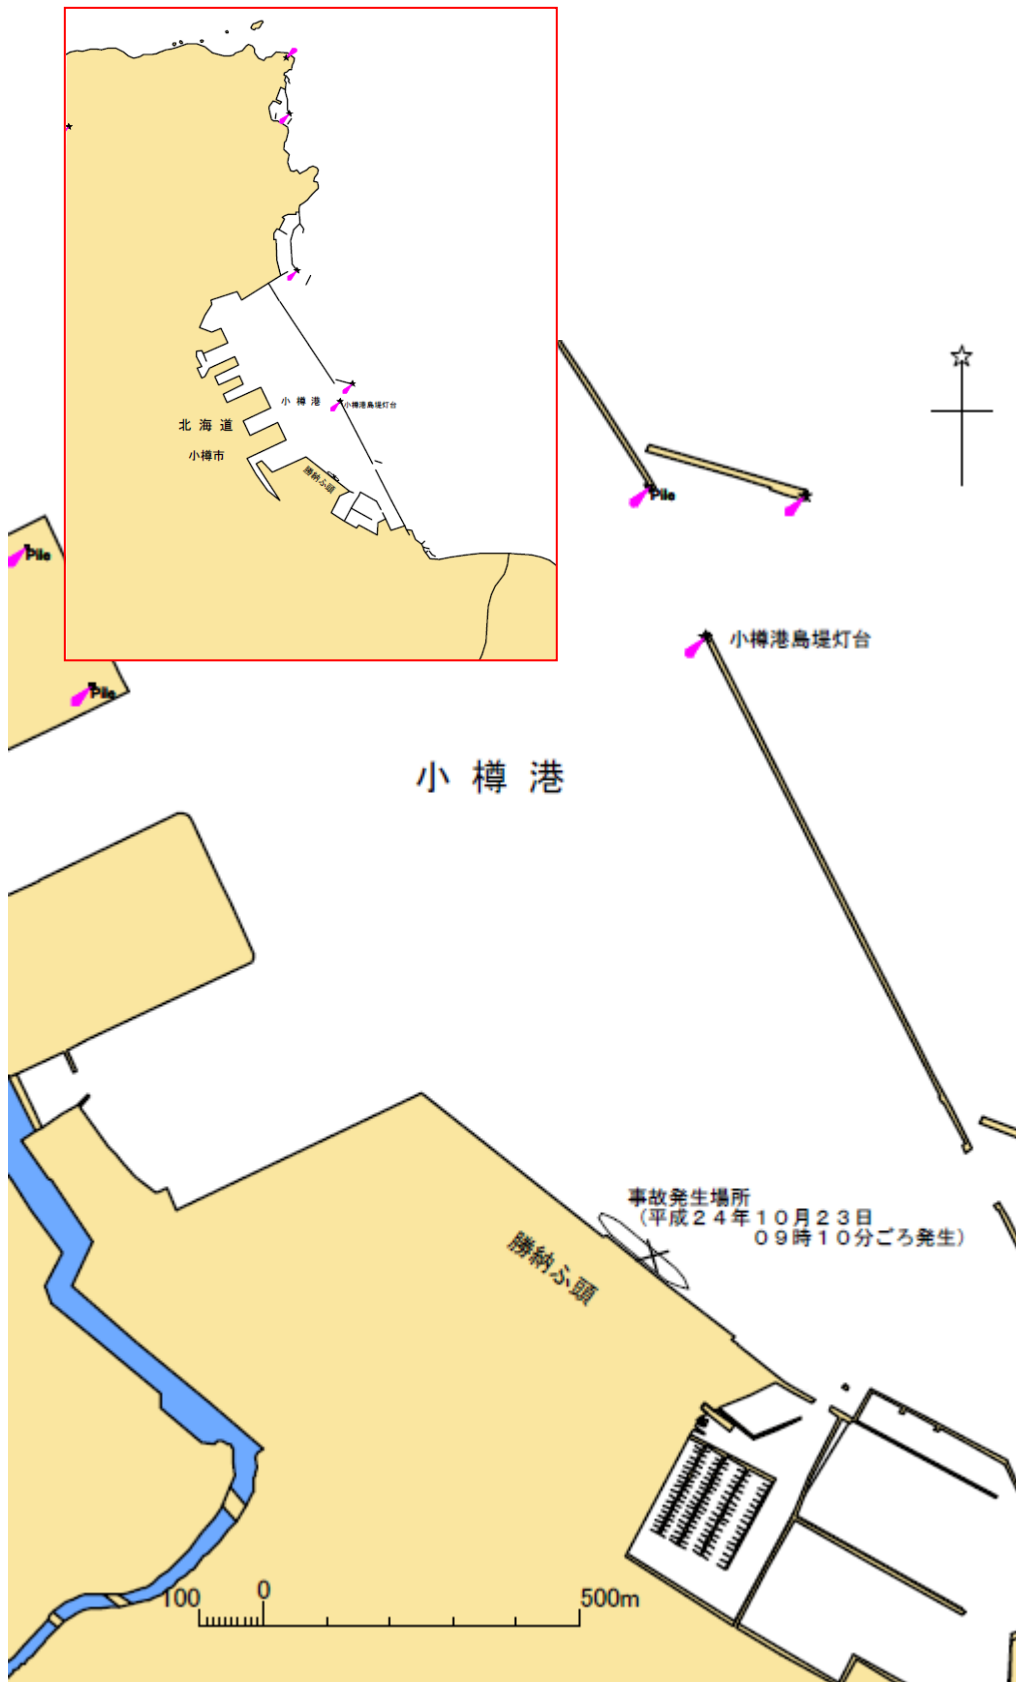 小樽港
小樽港島堤灯台
北海道
小樽市
勝納ふ頭
Pile
Pile
Pile
小樽港島堤灯台
小樽港
事故発生場所
（平成２４年１０月２３日
０９時１０分ごろ発生）
勝納ふ頭
100 0 500m